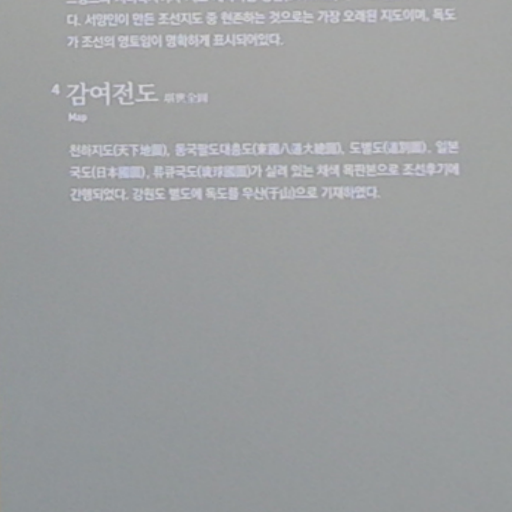 다. 서양인이 만든 조선지도 중 현존하는 것으로는 가장 오래된 지도이며, 독도
가 조선의 영토임이 명확하게 표시되어있다.
4 감여전도 堪輿全圖
Map
천하지도(天下地圖), 동국팔도대총도(東國八道大總圖), 도별도(道別圖), 일본
국도(日本國圖), 류큐국도(琉球國圖)가 실려 있는 채색 목판본으로 조선후기에
간행되었다. 강원도 별도에 독도를 우산(于山)으로 기재하였다.